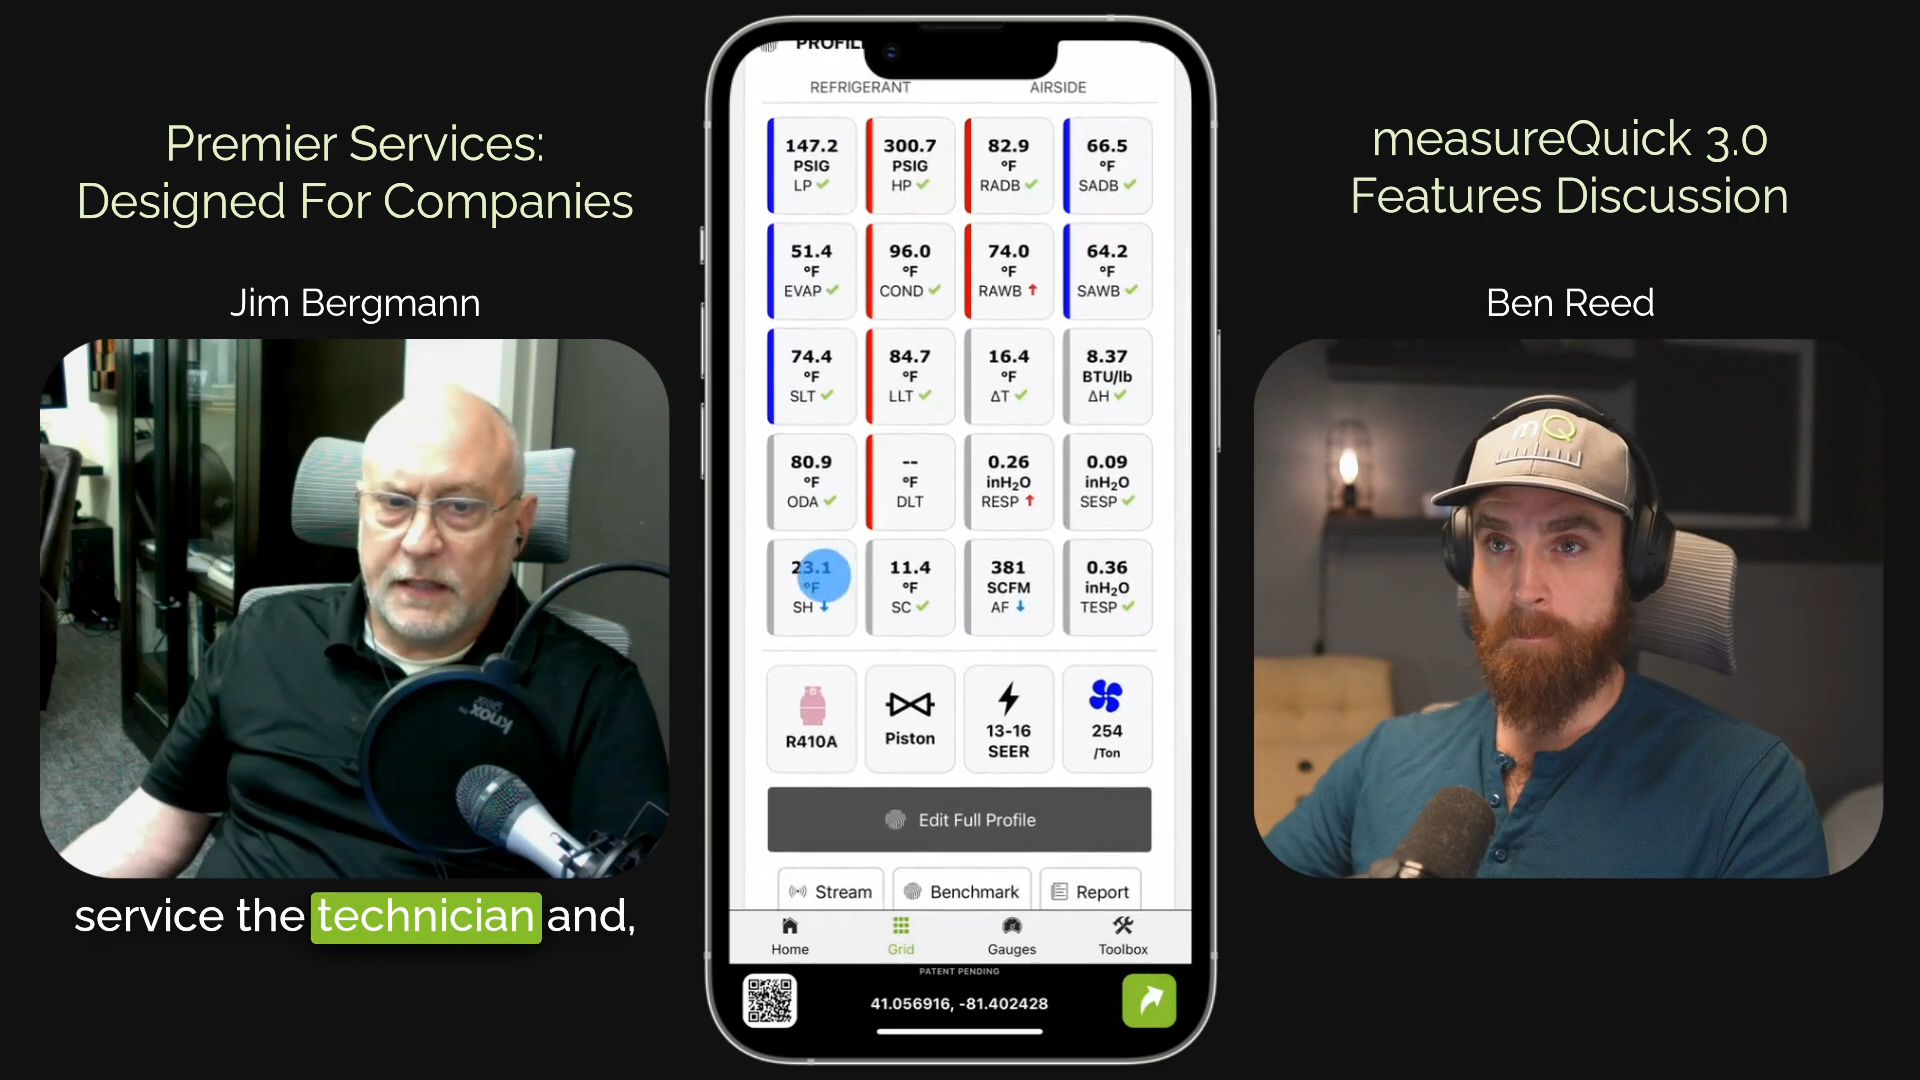 Premier Services:
Designed For Companies
Jim Bergmann
service the technician and,
REFRIGERANT
AIRSIDE
147.2
PSIG
LP
300.7
PSIG
HP
82.9
°F
RADB
66.5
°F
SADB
51.4
°F
EVAP
96.0
°F
COND
74.0
°F
RAWB
64.2
°F
SAWB
74.4
°F
SLT
84.7
°F
LLT
16.4
°F
ΔT
8.37
BTU/lb
ΔH
80.9
°F
ODA
--
°F
DLT
0.26
inH₂O
RESP
0.09
inH₂O
SESP
23.1
°F
SH
11.4
°F
SC
381
SCFM
AF
0.36
inH₂O
TESP
R410A
Piston
13-16
SEER
254
/Ton
Edit Full Profile
Stream
Benchmark
Report
Home
Grid
Gauges
Toolbox
PATENT PENDING
41.056916, -81.402428
measureQuick 3.0
Features Discussion
Ben Reed
mQ